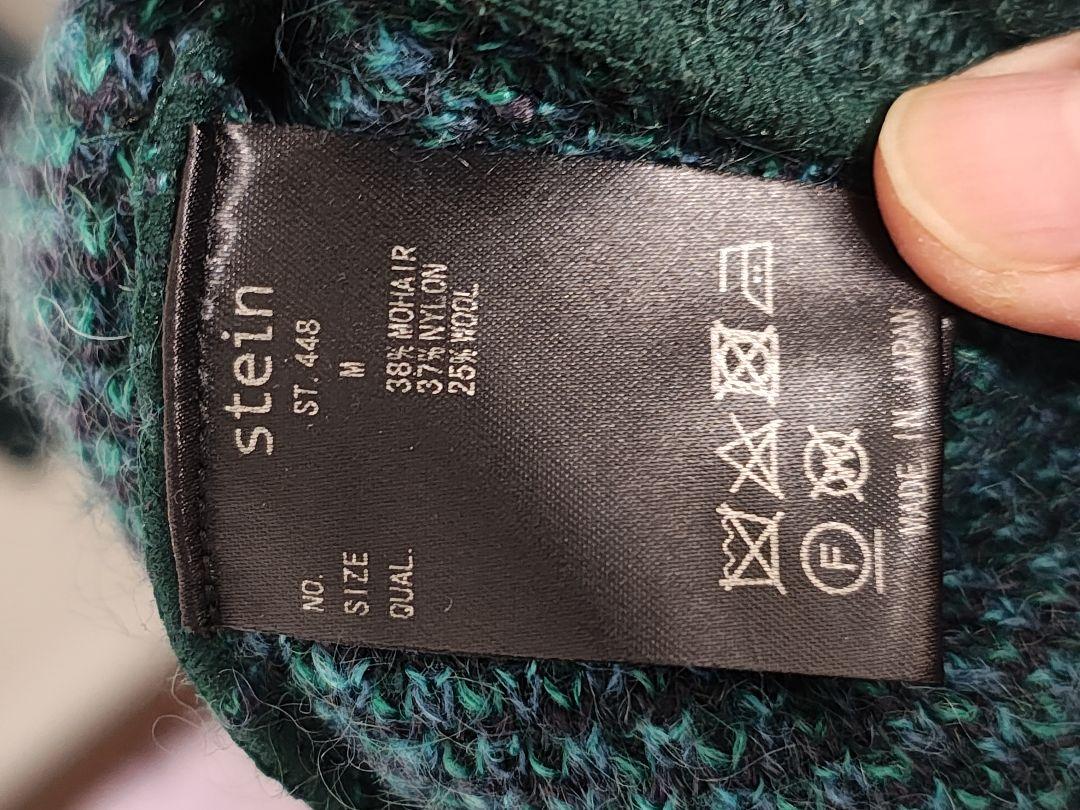 stein
NO. ST. 448
SIZE M
QUAL. 38% MOHAIR
37% NYLON
25% WOOL
F W
MADE IN JAPAN